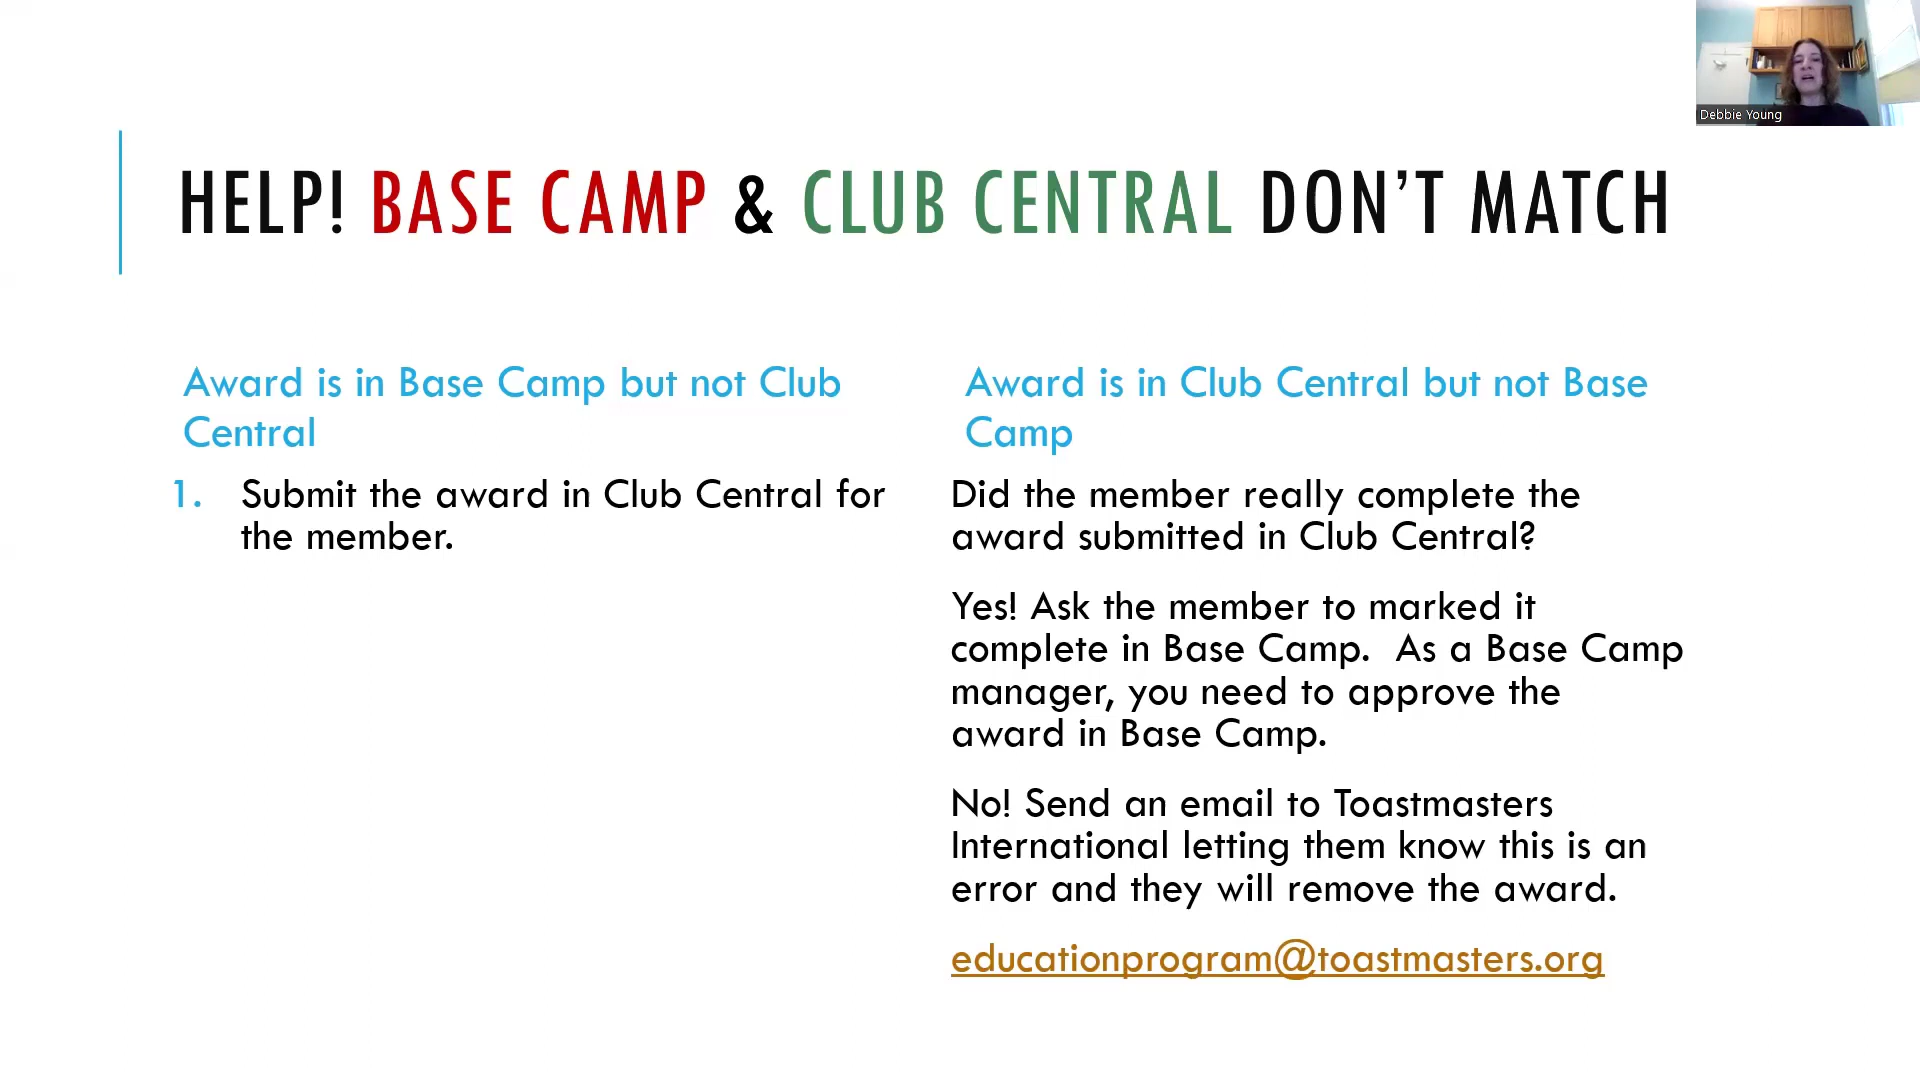 Debbie Young
HELP! BASE CAMP & CLUB CENTRAL DON’T MATCH
Award is in Base Camp but not Club
Central
1. Submit the award in Club Central for
the member.
Award is in Club Central but not Base
Camp
Did the member really complete the
award submitted in Club Central?
Yes! Ask the member to marked it
complete in Base Camp.  As a Base Camp
manager, you need to approve the
award in Base Camp.
No! Send an email to Toastmasters
International letting them know this is an
error and they will remove the award.
educationprogram@toastmasters.org